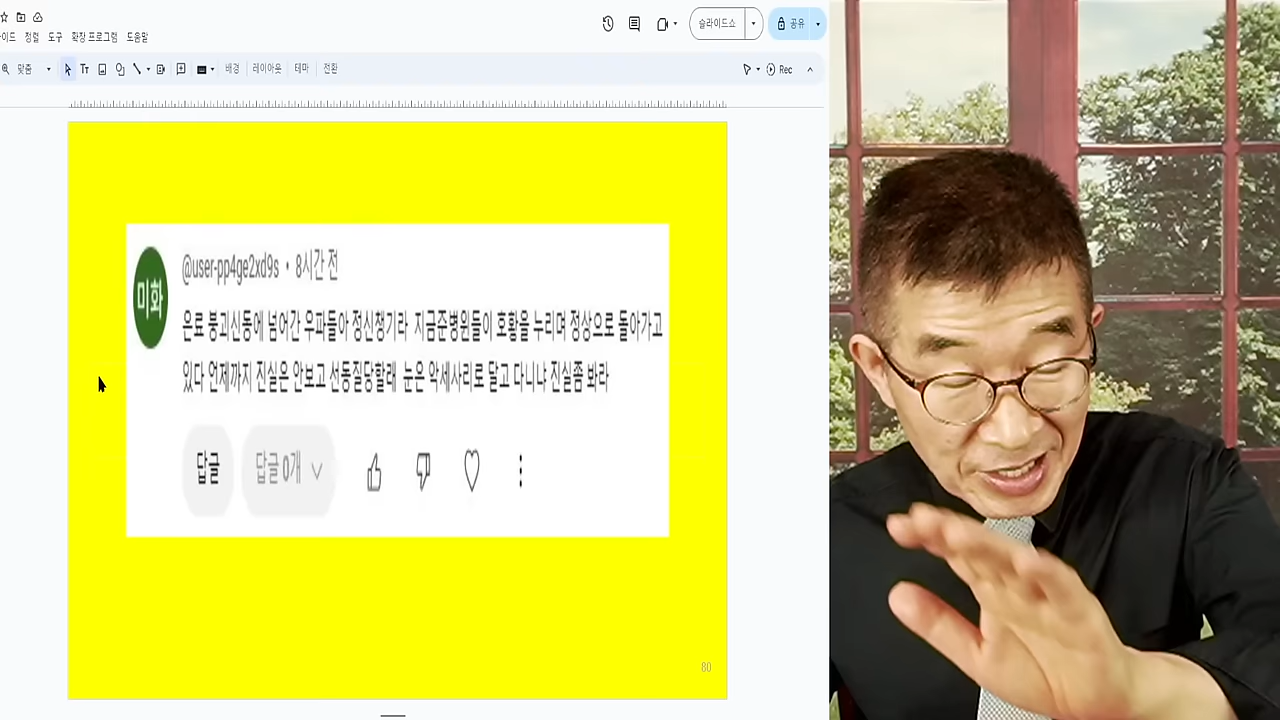 이드 정렬 도구 확장 프로그램 도움말
슬라이드쇼
공유
맞춤
Tт
배경
레이아웃
테마
전환
Rec
미화
@user-pp4ge2xd9s · 8시간 전
은료 붕괴신동에 넘어간 우파들아 정신챙기라 지금준병원들이 호황을 누리며 정상으로 돌아가고
있다 언제까지 진실은 안보고 선동질당할래 눈은 악세사리로 달고 다니냐 진실쫌 봐라
답글
답글 0개
80